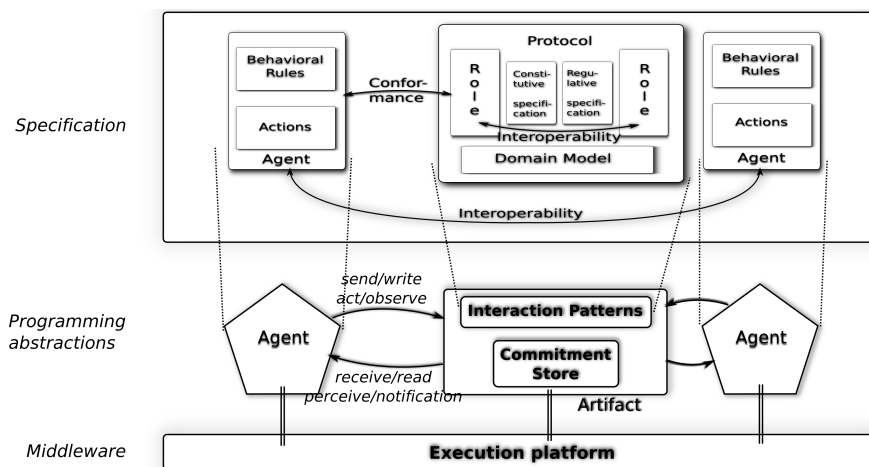 Protocol
Behavioral
Rules
Behavioral
Rules
R
o
l
e
Consti-
tutive
specifi-
cation
Regu-
lative
specifi-
cation
R
o
l
e
Confor-
mance
Specification
Actions
Actions
Interoperability
Agent
Domain Model
Agent
Interoperability
send/write
act/observe
Interaction Patterns
Programming
abstractions
Agent
Agent
Commitment
Store
receive/read
perceive/notification
Artifact
Middleware
Execution platform